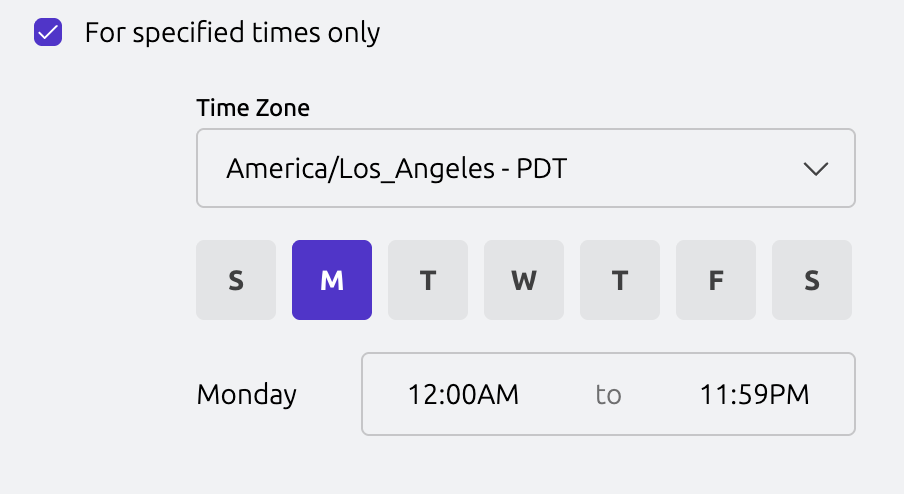 For specified times only
Time Zone
America/Los_Angeles - PDT
S M T W T F S
Monday 12:00AM to 11:59PM